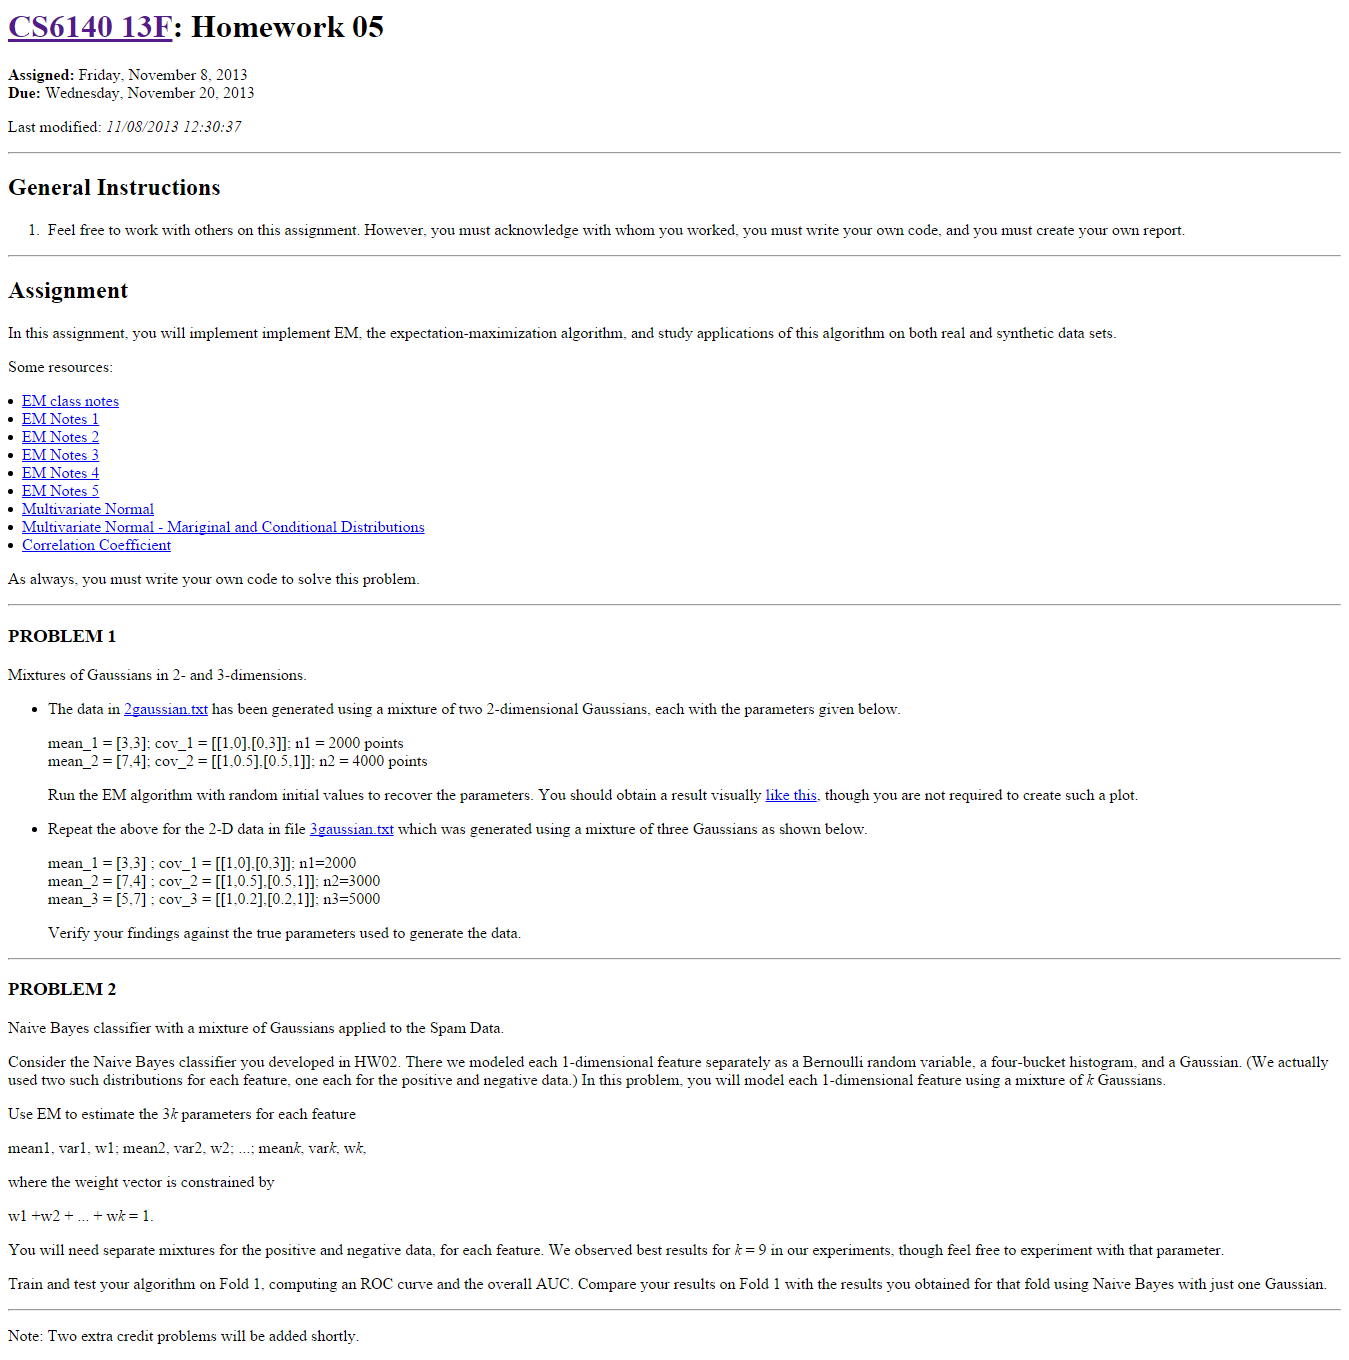 CS6140 13F: Homework 05
Assigned: Friday, November 8, 2013
Due: Wednesday, November 20, 2013
Last modified: 11/08/2013 12:30:37
General Instructions
1. Feel free to work with others on this assignment. However, you must acknowledge with whom you worked, you must write your own code, and you must create your own report.
Assignment
In this assignment, you will implement implement EM, the expectation-maximization algorithm, and study applications of this algorithm on both real and synthetic data sets.
Some resources:
• EM class notes
• EM Notes 1
• EM Notes 2
• EM Notes 3
• EM Notes 4
• EM Notes 5
• Multivariate Normal
• Multivariate Normal - Mariginal and Conditional Distributions
• Correlation Coefficient
As always, you must write your own code to solve this problem.
PROBLEM 1
Mixtures of Gaussians in 2- and 3-dimensions.
• The data in 2gaussian.txt has been generated using a mixture of two 2-dimensional Gaussians, each with the parameters given below.
mean_1 = [3,3]; cov_1 = [[1,0],[0,3]]; n1 = 2000 points
mean_2 = [7,4]; cov_2 = [[1,0.5],[0.5,1]]; n2 = 4000 points
Run the EM algorithm with random initial values to recover the parameters. You should obtain a result visually like this, though you are not required to create such a plot.
• Repeat the above for the 2-D data in file 3gaussian.txt which was generated using a mixture of three Gaussians as shown below.
mean_1 = [3,3] ; cov_1 = [[1,0],[0,3]]; n1=2000
mean_2 = [7,4] ; cov_2 = [[1,0.5],[0.5,1]]; n2=3000
mean_3 = [5,7] ; cov_3 = [[1,0.2],[0.2,1]]; n3=5000
Verify your findings against the true parameters used to generate the data.
PROBLEM 2
Naive Bayes classifier with a mixture of Gaussians applied to the Spam Data.
Consider the Naive Bayes classifier you developed in HW02. There we modeled each 1-dimensional feature separately as a Bernoulli random variable, a four-bucket histogram, and a Gaussian. (We actually
used two such distributions for each feature, one each for the positive and negative data.) In this problem, you will model each 1-dimensional feature using a mixture of k Gaussians.
Use EM to estimate the 3k parameters for each feature
mean1, var1, w1; mean2, var2, w2; ...; meank, vark, wk,
where the weight vector is constrained by
w1 +w2 + ... + wk = 1.
You will need separate mixtures for the positive and negative data, for each feature. We observed best results for k = 9 in our experiments, though feel free to experiment with that parameter.
Train and test your algorithm on Fold 1, computing an ROC curve and the overall AUC. Compare your results on Fold 1 with the results you obtained for that fold using Naive Bayes with just one Gaussian.
Note: Two extra credit problems will be added shortly.